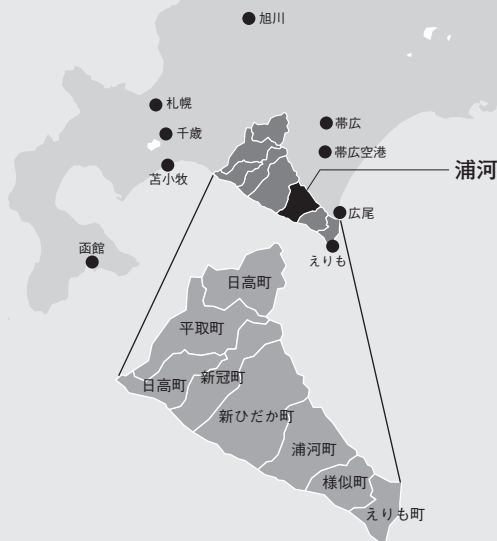 旭川
札幌
千歳
苫小牧
帯広
帯広空港
浦河
広尾
えりも
函館
日高町
平取町
日高町
新冠町
新ひだか町
浦河町
様似町
えりも町